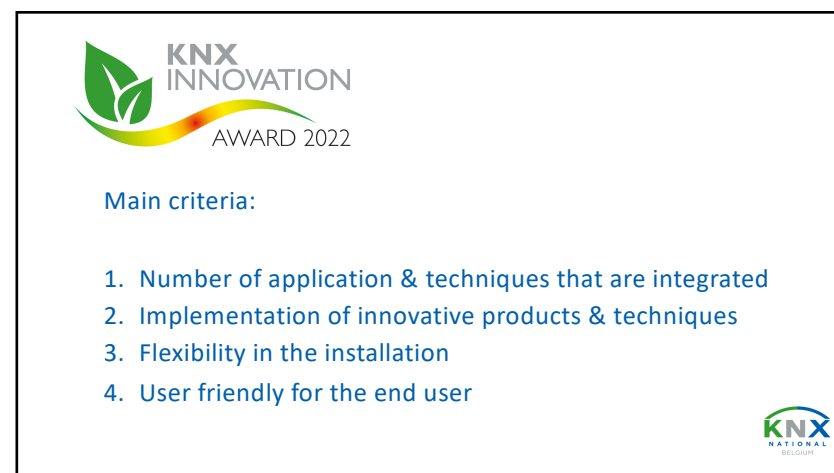 KNX
INNOVATION
AWARD 2022
Main criteria:
1. Number of application & techniques that are integrated
2. Implementation of innovative products & techniques
3. Flexibility in the installation
4. User friendly for the end user
KNX
NATIONAL
BELGIUM